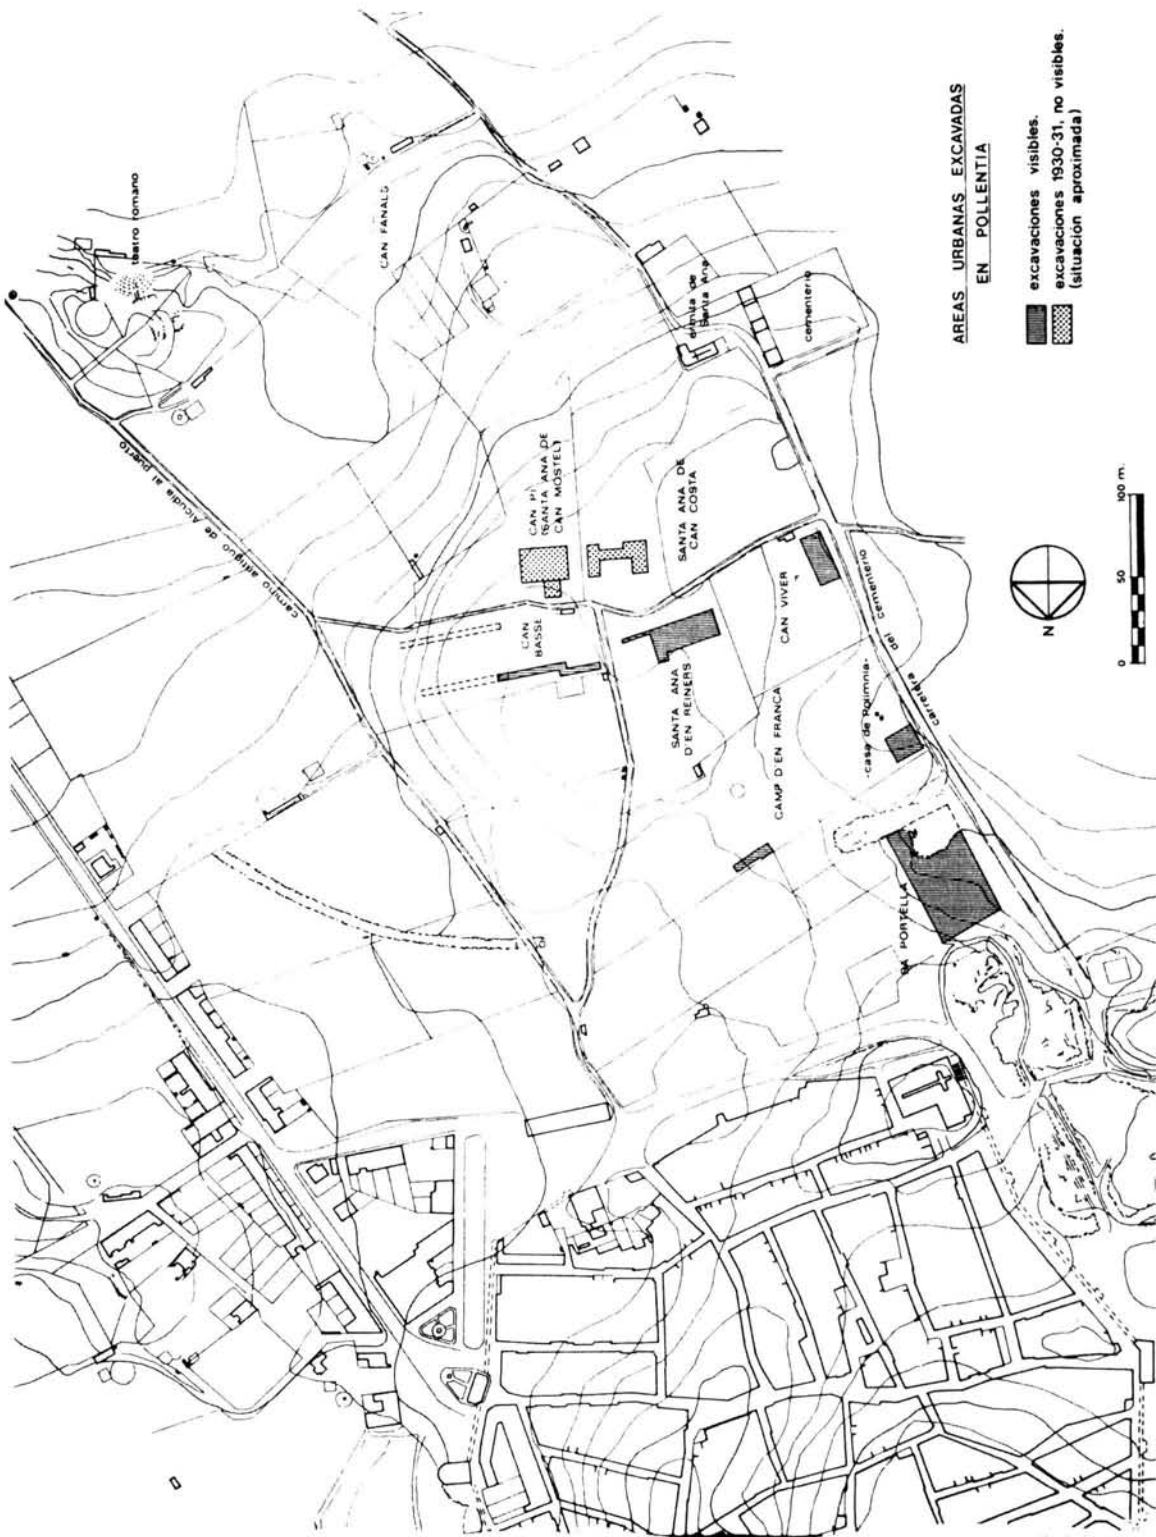 AREAS URBANAS EXCAVADAS
EN POLLENTIA
excavaciones visibles.
excavaciones 1930-31, no visibles.
(situación aproximada)
teatro romano
CAN FANALS
camino antiguo de Alcudia al puerto
ermita de
Santa Ana
cementerio
CAN PI
(SANTA ANA DE
CAN MOSTEL)
SANTA ANA DE
CAN COSTA
CAN
BASSE
SANTA ANA
D'EN REINERS
CAN VIVER
CAMP D'EN FRANCA
-casa de Polimnia-
carretera del cementerio
SA PORTELLA
N
0 50 100 m.